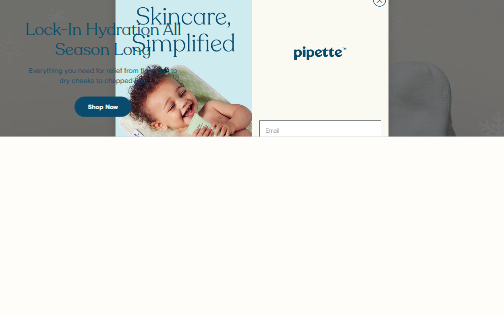 Lock-In Hydration All
Season Long
Everything you need for relief from
dry cheeks to chapped
Shop Now
Skincare,
Simplified
pipette™
Email